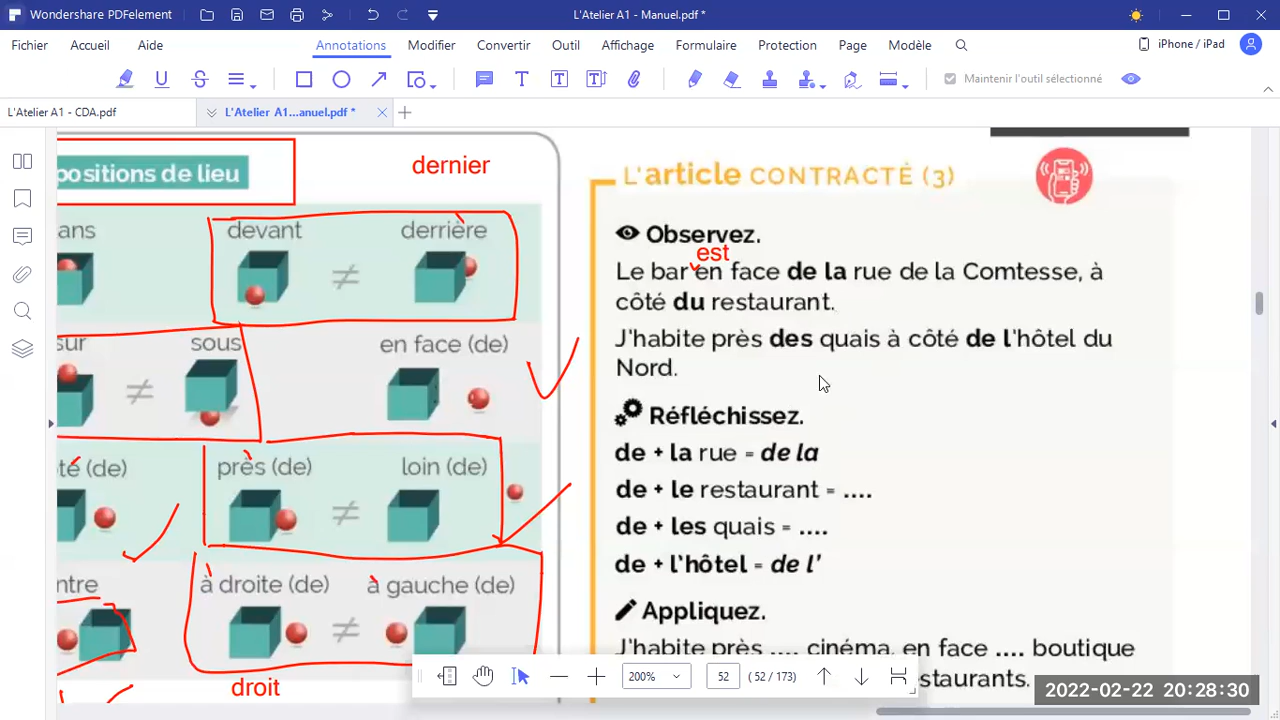 Wondershare PDFelement
L'Atelier A1 - Manuel.pdf *
Fichier Accueil Aide Annotations Modifier Convertir Outil Affichage Formulaire Protection Page Modèle iPhone / iPad
Maintenir l'outil sélectionné
L'Atelier A1 - CDA.pdf
L'Atelier A1...anuel.pdf *
positions de lieu
dernier
ans devant derrière
sur sous en face (de)
té (de) près (de) loin (de)
ntre à droite (de) à gauche (de)
droit
L'article CONTRACTÉ (3)
Observez.
est
Le bar en face de la rue de la Comtesse, à
côté du restaurant.
J'habite près des quais à côté de l'hôtel du
Nord.
Réfléchissez.
de + la rue = de la
de + le restaurant = ....
de + les quais = ....
de + l'hôtel = de l'
Appliquez.
J'habite près .... cinéma, en face .... boutique
staurants.
200% 52 (52 / 173)
2022-02-22 20:28:30